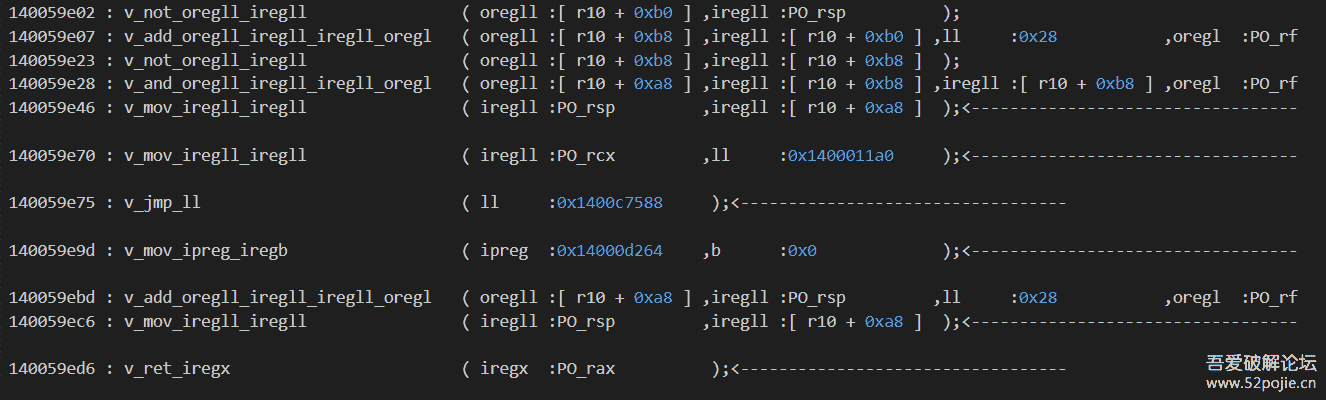 140059e02 : v_not_oregll_iregll ( oregll :[ r10 + 0xb0 ] ,iregll :PO_rsp );
140059e07 : v_add_oregll_iregll_iregll_oregl ( oregll :[ r10 + 0xb8 ] ,iregll :[ r10 + 0xb0 ] ,ll :0x28 ,oregl :PO_rf
140059e23 : v_not_oregll_iregll ( oregll :[ r10 + 0xb8 ] ,iregll :[ r10 + 0xb8 ] );
140059e28 : v_and_oregll_iregll_iregll_oregl ( oregll :[ r10 + 0xa8 ] ,iregll :[ r10 + 0xb8 ] ,iregll :[ r10 + 0xb8 ] ,oregl :PO_rf
140059e46 : v_mov_iregll_iregll ( iregll :PO_rsp ,iregll :[ r10 + 0xa8 ] );<----------------------------------
140059e70 : v_mov_iregll_iregll ( iregll :PO_rcx ,ll :0x1400011a0 );<----------------------------------
140059e75 : v_jmp_ll ( ll :0x1400c7588 );<----------------------------------
140059e9d : v_mov_ipreg_iregb ( ipreg :0x14000d264 ,b :0x0 );<----------------------------------
140059ebd : v_add_oregll_iregll_iregll_oregl ( oregll :[ r10 + 0xa8 ] ,iregll :PO_rsp ,ll :0x28 ,oregl :PO_rf
140059ec6 : v_mov_iregll_iregll ( iregll :PO_rsp ,iregll :[ r10 + 0xa8 ] );<----------------------------------
140059ed6 : v_ret_iregx ( iregx :PO_rax );<----------------------------------
吾爱破解论坛
www.52pojie.cn